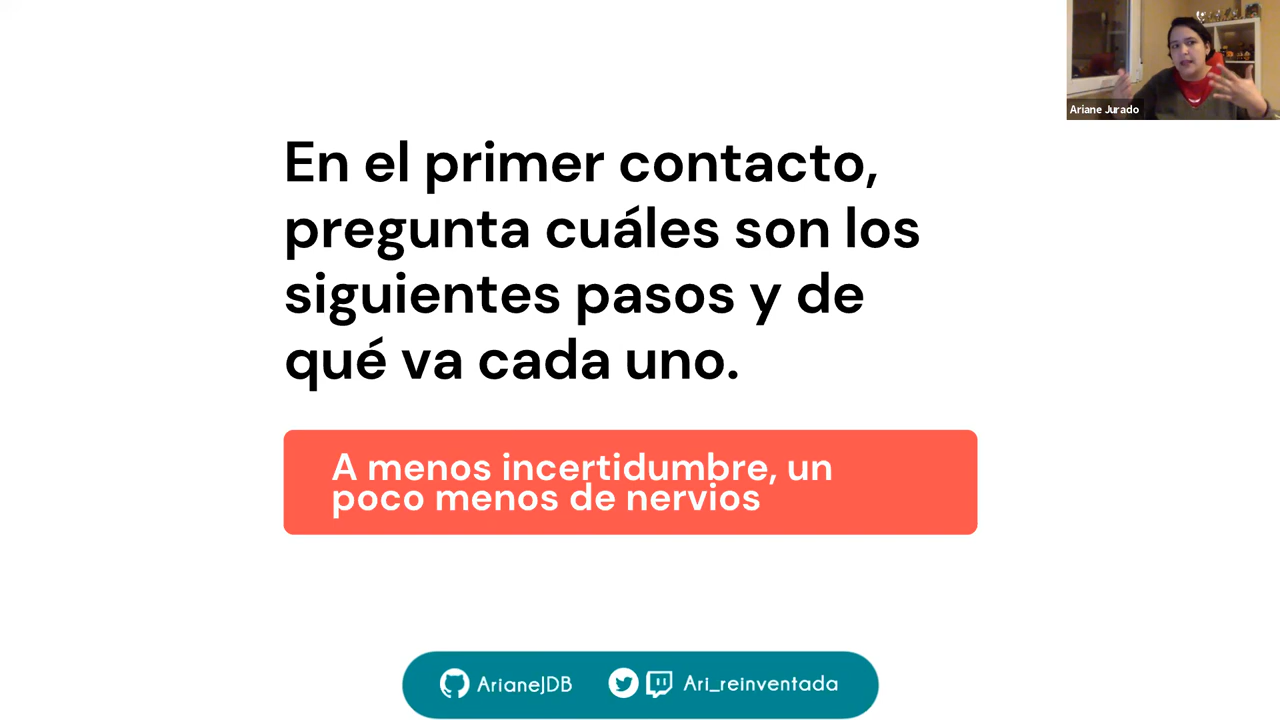 Ariane Jurado
En el primer contacto,
pregunta cuáles son los
siguientes pasos y de
qué va cada uno.
A menos incertidumbre, un
poco menos de nervios
ArianeJDB
Ari_reinventada